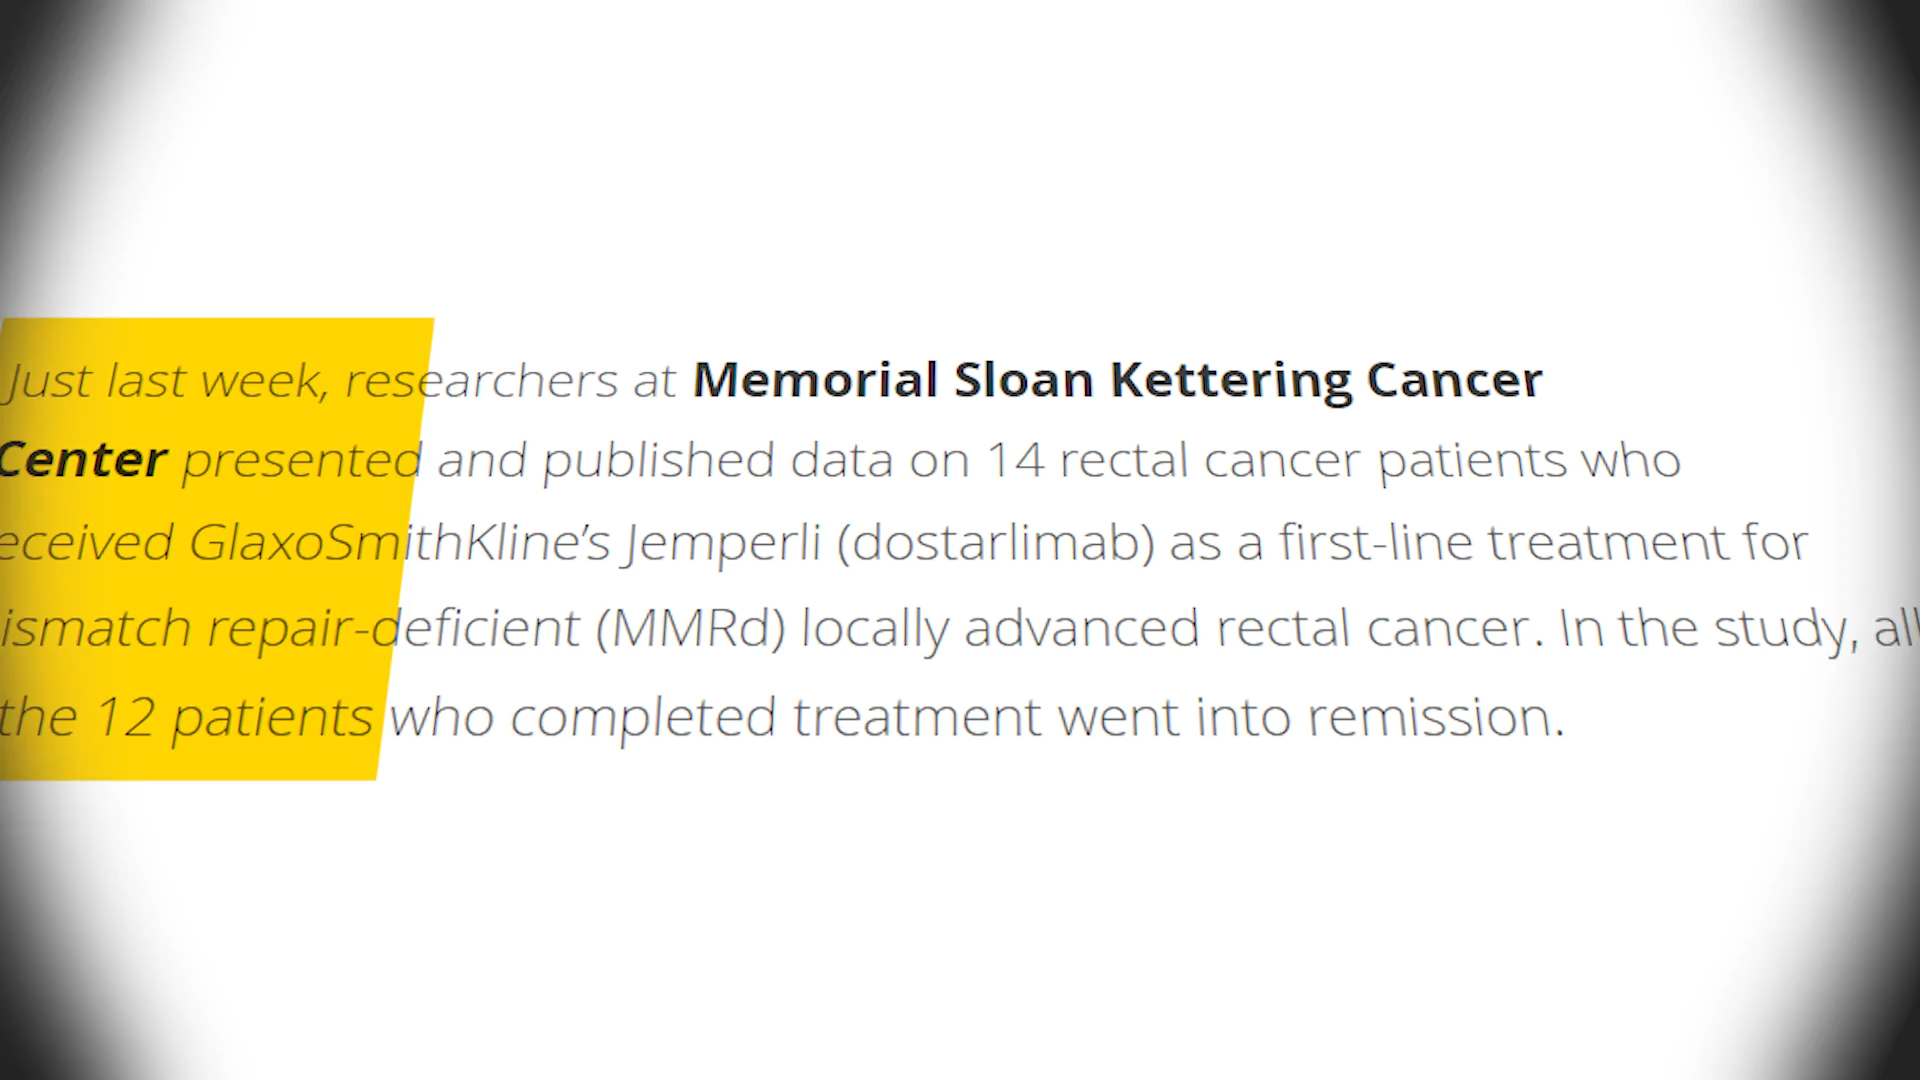 Just last week, researchers at Memorial Sloan Kettering Cancer
Center presented and published data on 14 rectal cancer patients who
eceived GlaxoSmithKline’s Jemperli (dostarlimab) as a first-line treatment for
ismatch repair-deficient (MMRd) locally advanced rectal cancer. In the study, all
the 12 patients who completed treatment went into remission.